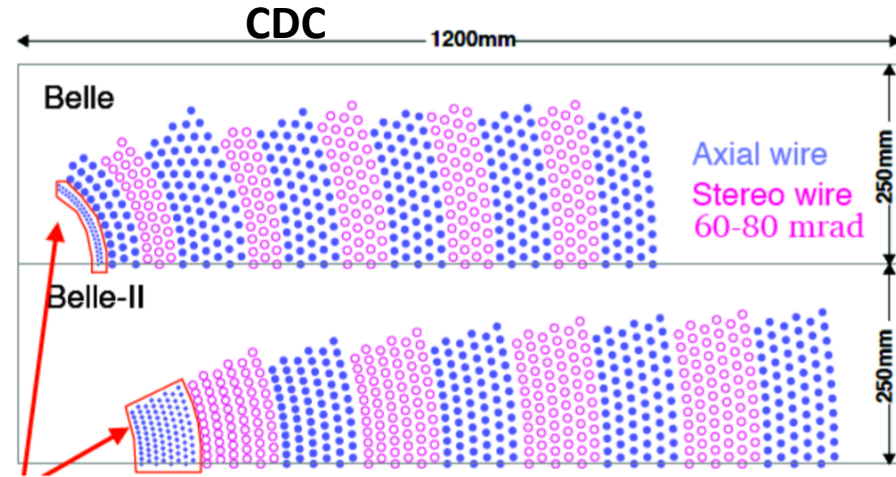 CDC
1200mm
Belle
Axial wire
Stereo wire
60-80 mrad
250mm
Belle-II
250mm